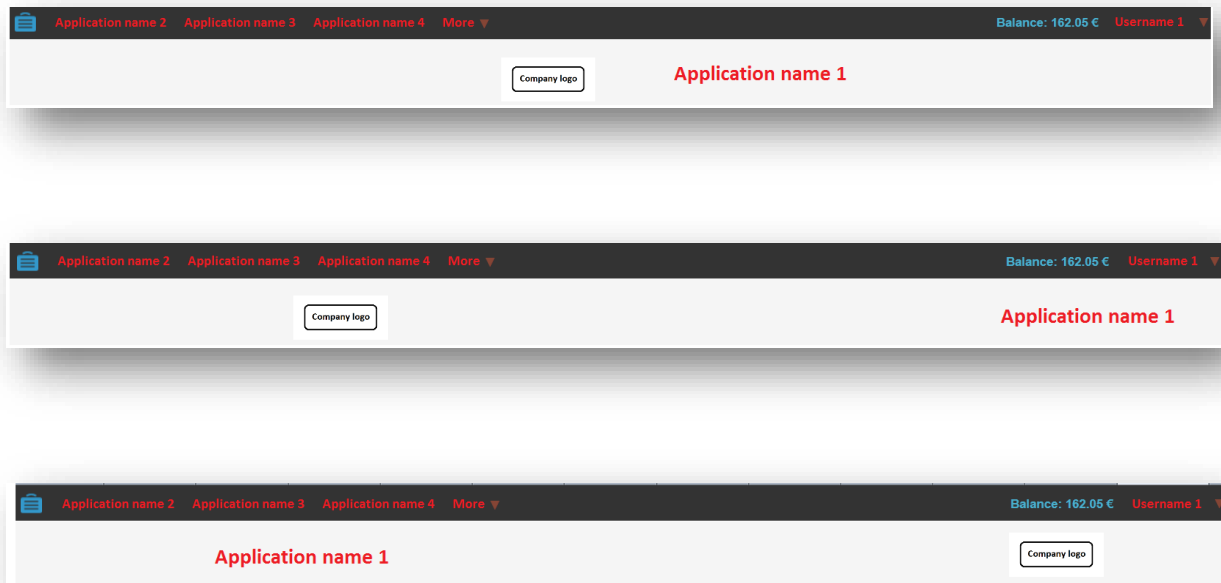 Application name 2 Application name 3 Application name 4 More ▼ Balance: 162.05 € Username 1 ▼
Company logo Application name 1
Application name 2 Application name 3 Application name 4 More ▼ Balance: 162.05 € Username 1 ▼
Company logo Application name 1
Application name 2 Application name 3 Application name 4 More ▼ Balance: 162.05 € Username 1 ▼
Application name 1 Company logo